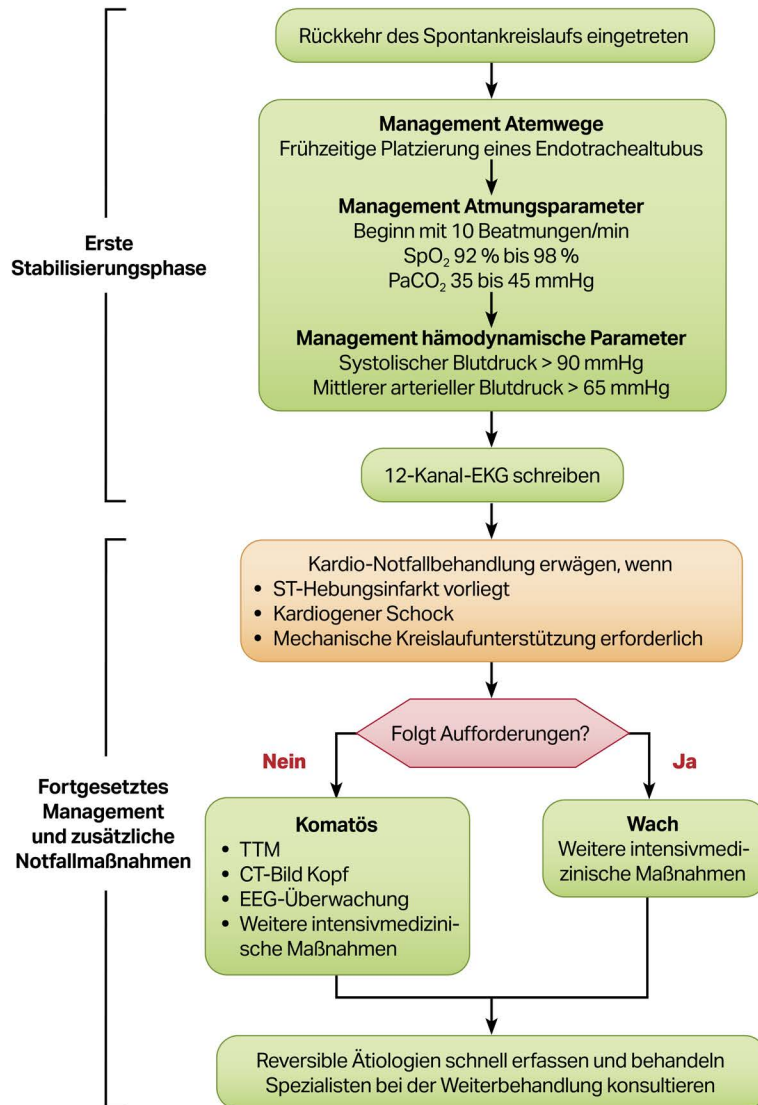 Rückkehr des Spontankreislaufs eingetreten
Management Atemwege
Frühzeitige Platzierung eines Endotrachealtubus
Management Atmungsparameter
Beginn mit 10 Beatmungen/min
SpO₂ 92 % bis 98 %
PaCO₂ 35 bis 45 mmHg
Management hämodynamische Parameter
Systolischer Blutdruck > 90 mmHg
Mittlerer arterieller Blutdruck > 65 mmHg
12-Kanal-EKG schreiben
Erste
Stabilisierungsphase
Kardio-Notfallbehandlung erwägen, wenn
• ST-Hebungsinfarkt vorliegt
• Kardiogener Schock
• Mechanische Kreislaufunterstützung erforderlich
Folgt Aufforderungen?
Nein
Ja
Fortgesetztes
Management
und zusätzliche
Notfallmaßnahmen
Komatös
• TTM
• CT-Bild Kopf
• EEG-Überwachung
• Weitere intensivmedizini-
sche Maßnahmen
Wach
Weitere intensivmedi-
zinische Maßnahmen
Reversible Ätiologien schnell erfassen und behandeln
Spezialisten bei der Weiterbehandlung konsultieren